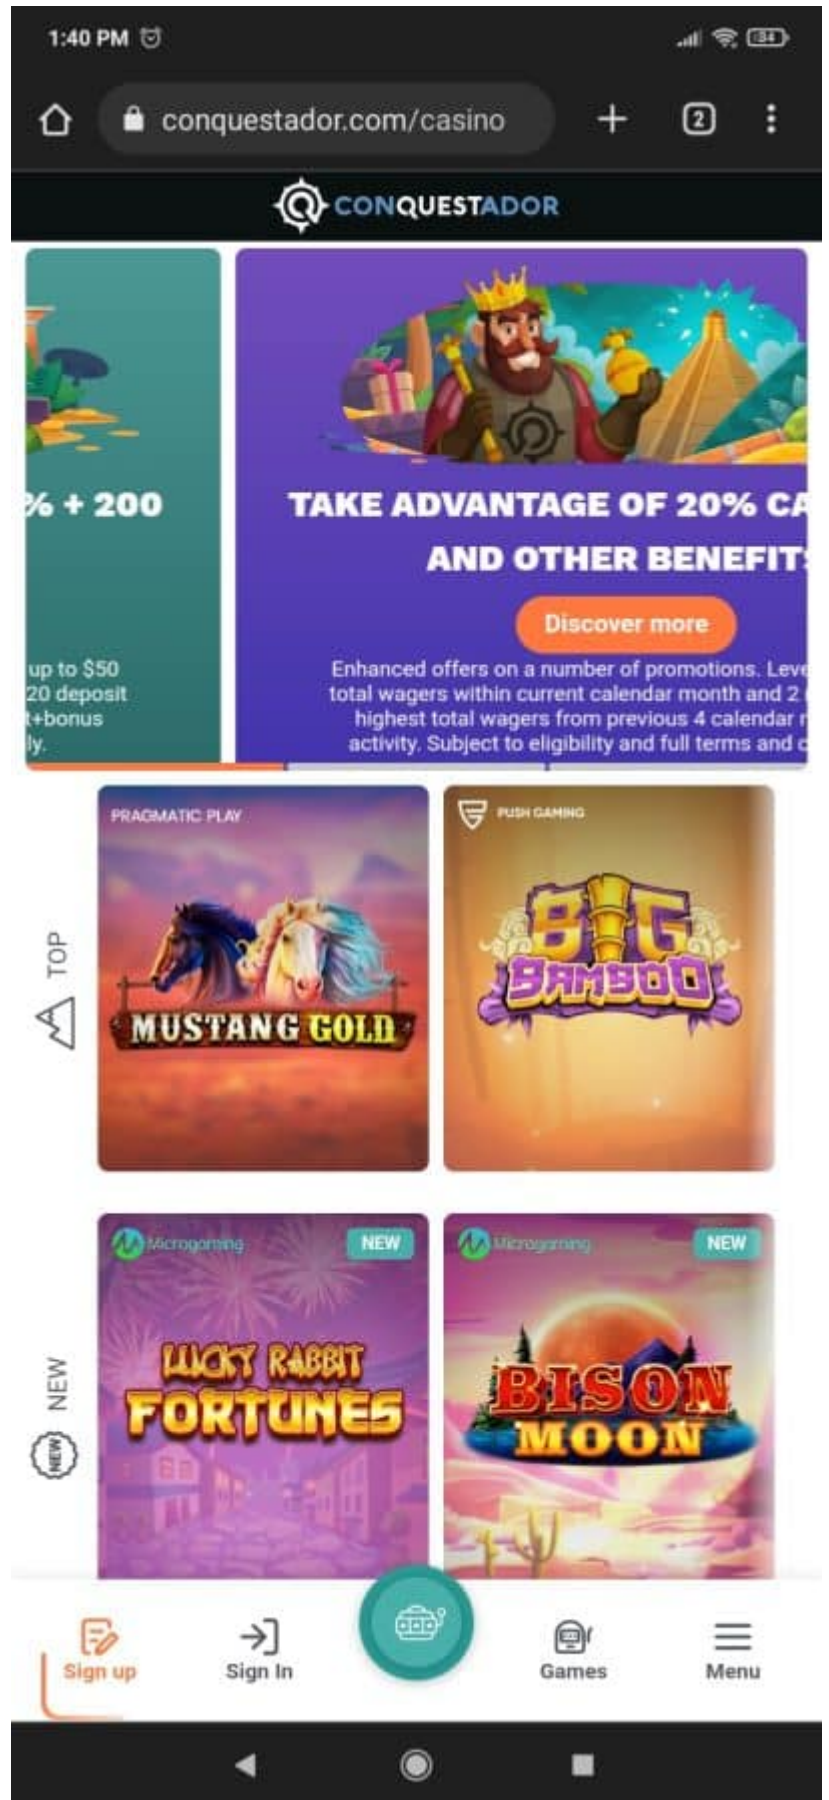 1:40 PM
84
conquestador.com/casino
2
CONQUESTADOR
% + 200
up to $50
20 deposit
t+bonus
ly.
TAKE ADVANTAGE OF 20% CA
AND OTHER BENEFITS
Discover more
Enhanced offers on a number of promotions. Leve
total wagers within current calendar month and 2
highest total wagers from previous 4 calendar
activity. Subject to eligibility and full terms and c
TOP
PRAGMATIC PLAY
MUSTANG GOLD
PUSH GAMING
BIG
BAMBOO
NEW
NEW
Microgaming
NEW
LUCKY RABBIT
FORTUNES
Microgaming
NEW
BISON
MOON
Sign up
Sign In
Games
Menu